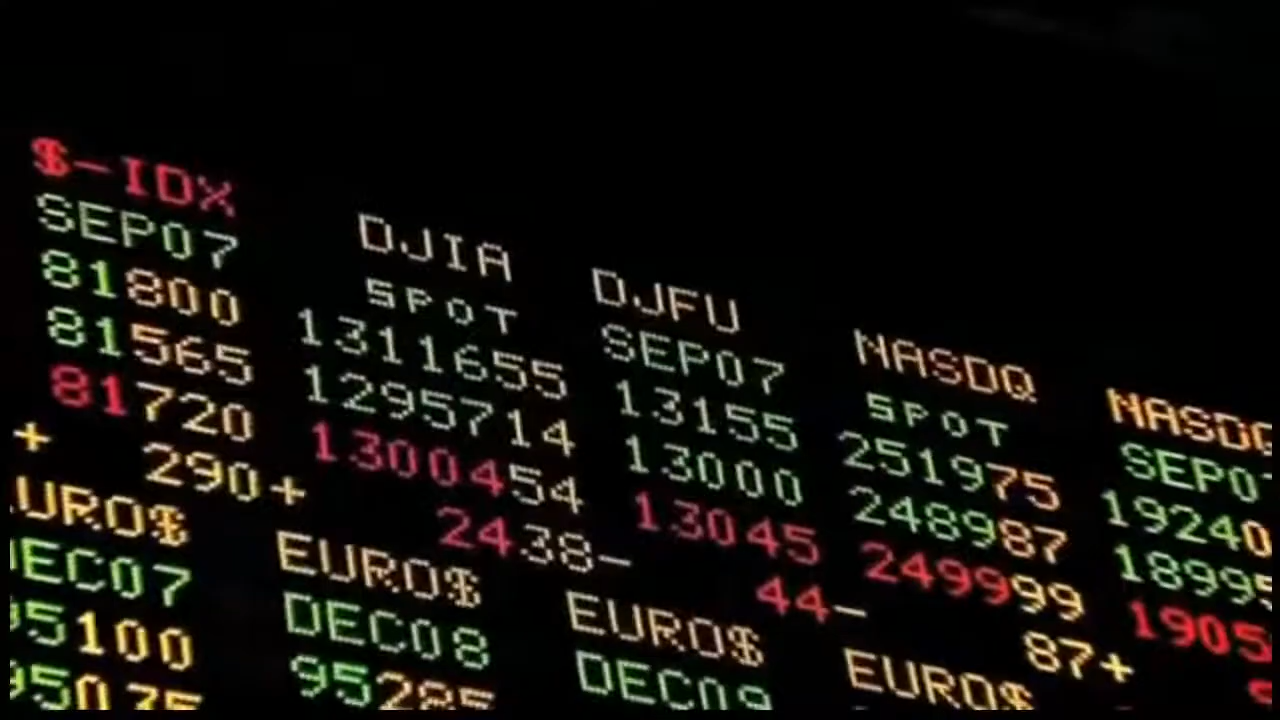 $-IDX
SEP07
81800
81565
81720
290+
DJIA
SPOT
1311655
1295714
1300454
2438-
DJFU
SEP07
13155
13000
13045
44-
NASDQ
SPOT
251975
248987
249999
87+
NASDQ
SEP07
19240
18995
1905
+
EURO$
DEC07
95100
EURO$
DEC08
95285
EURO$
DEC09
EURO$